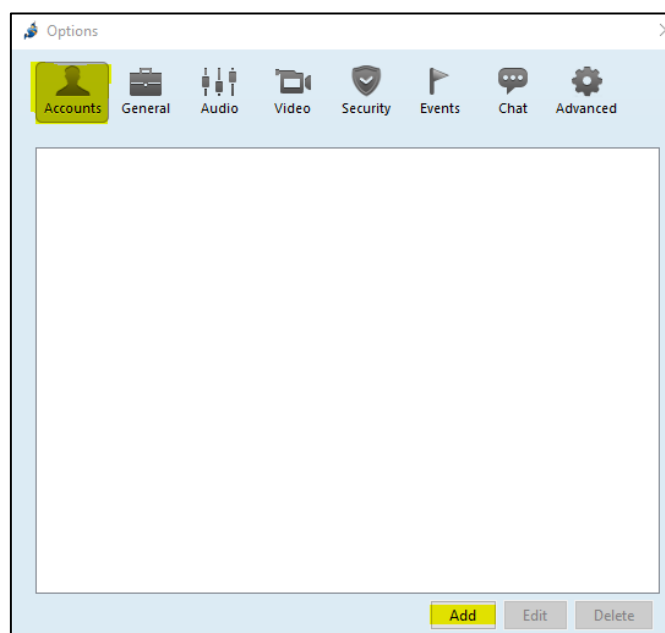 Options
Accounts General Audio Video Security Events Chat Advanced
Add Edit Delete